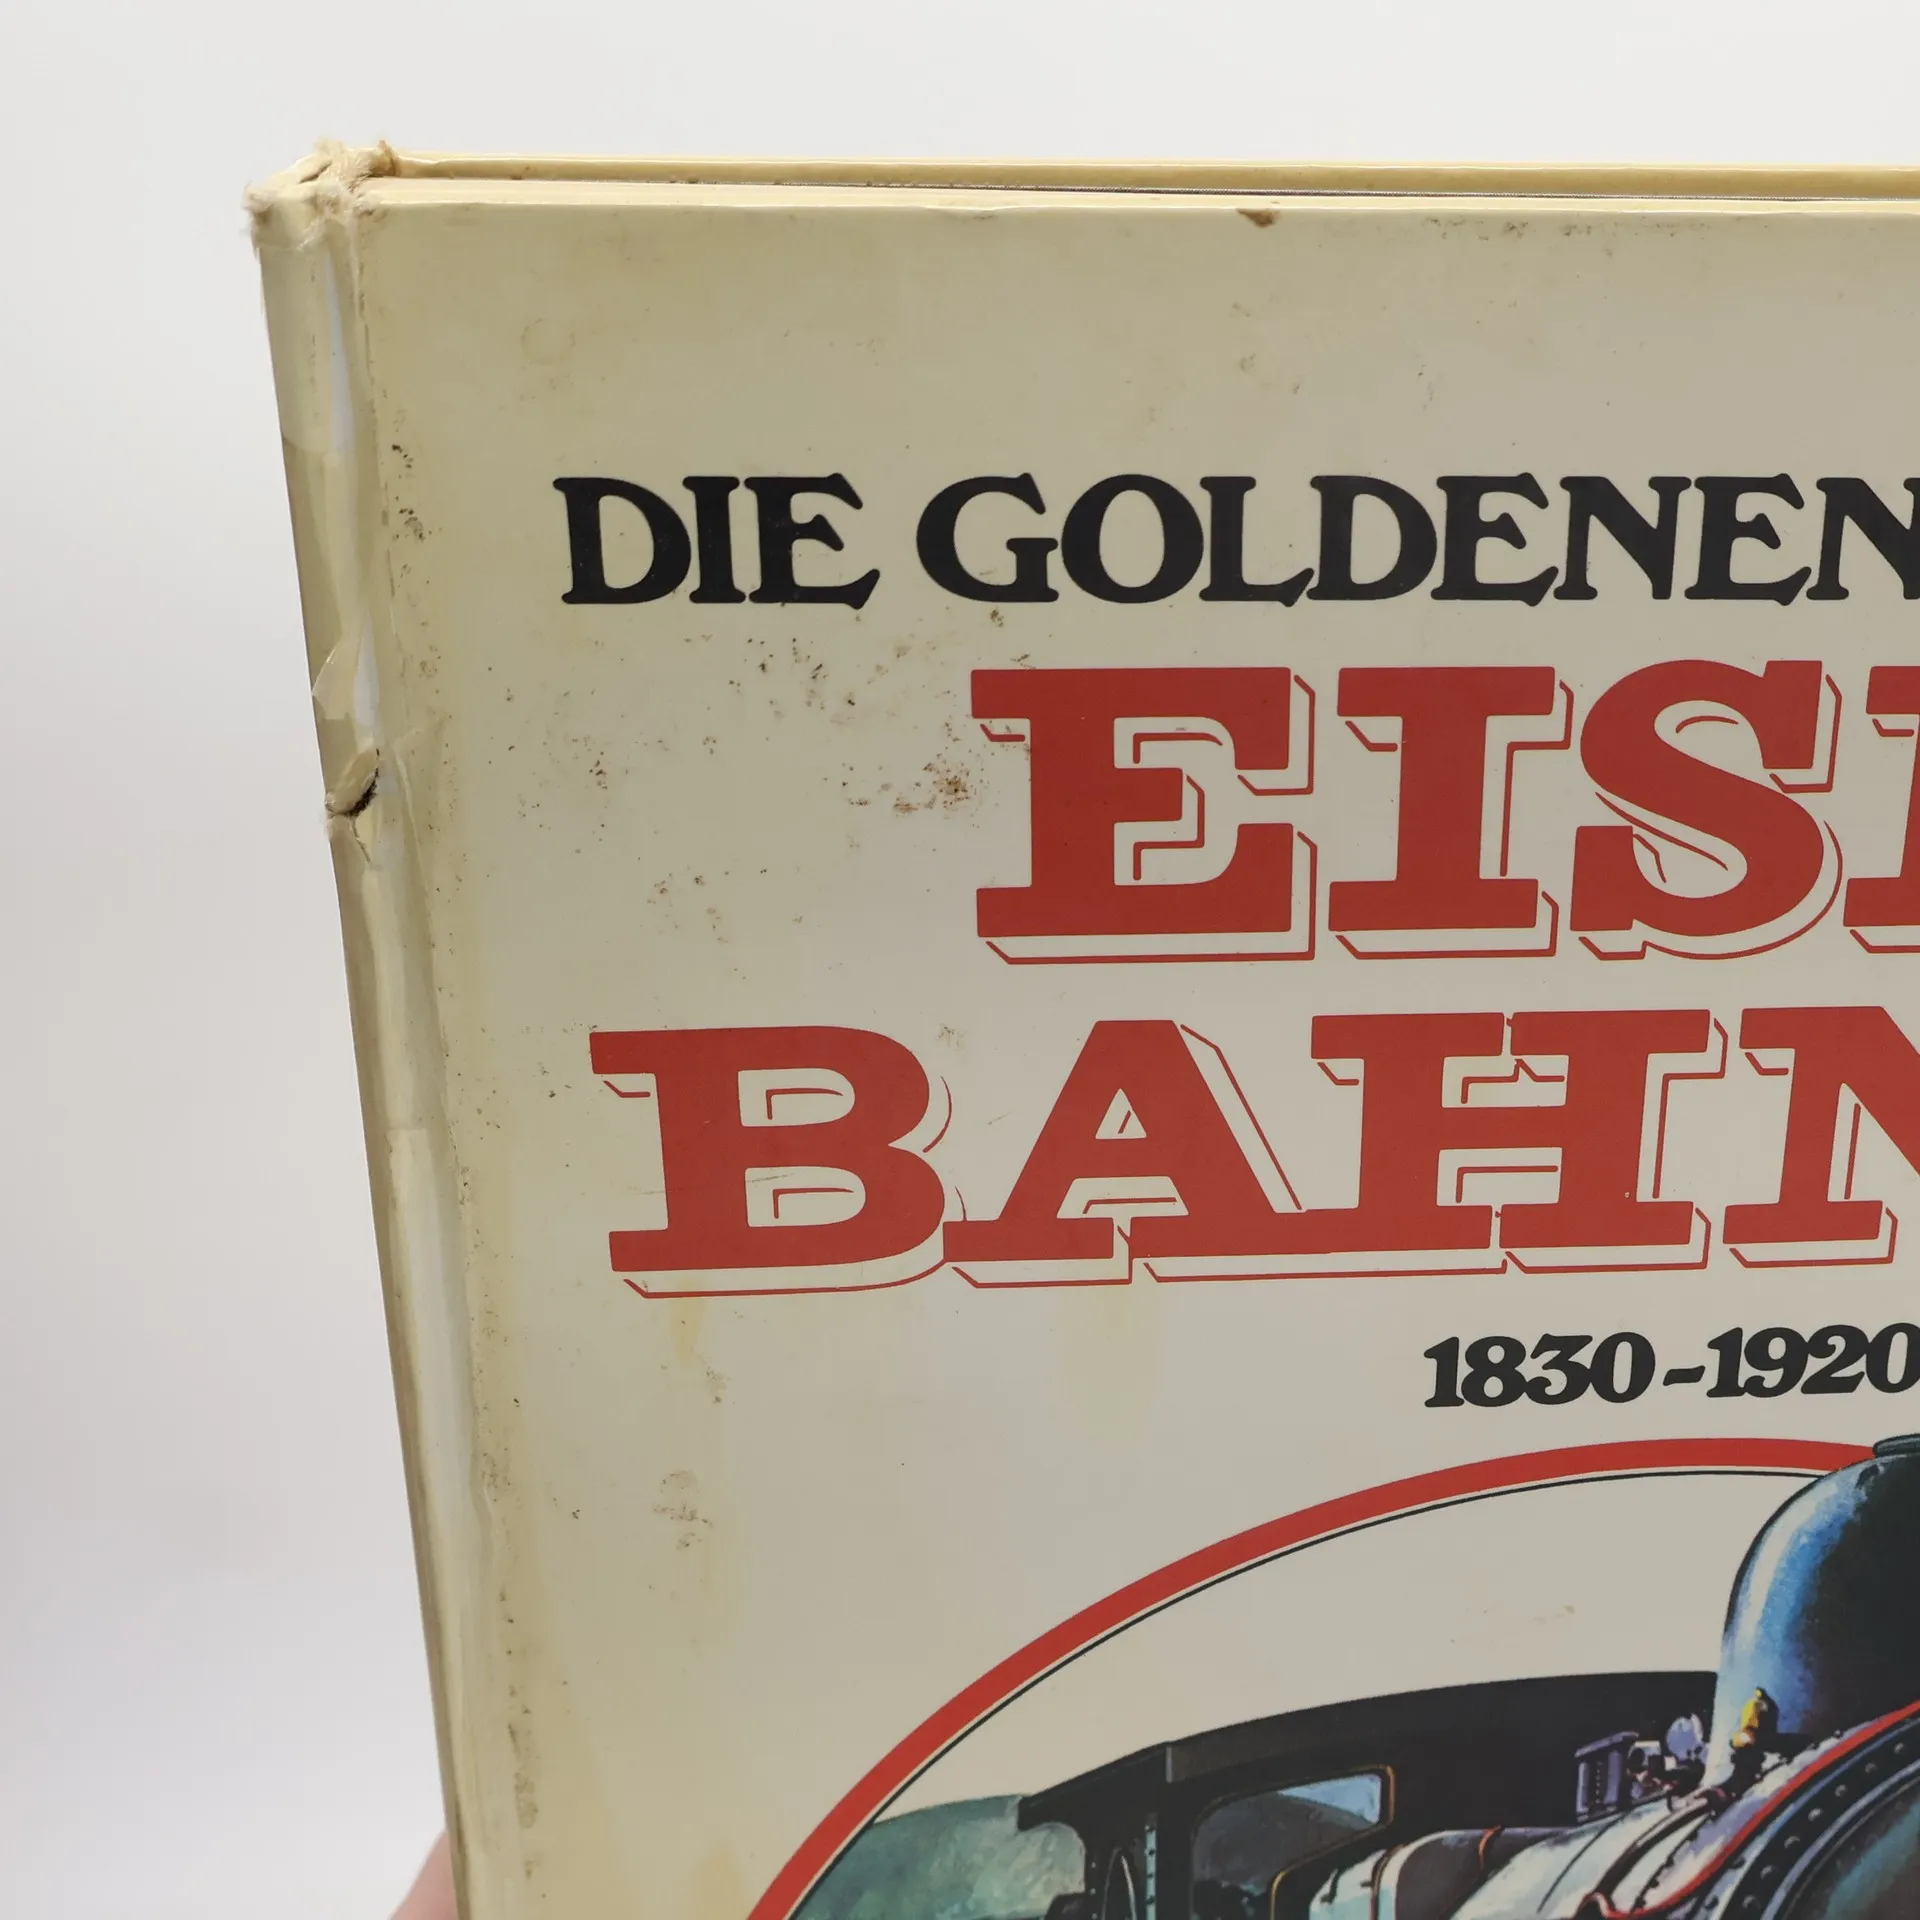 DIE GOLDENEN
EIS
BAHN
1830-1920